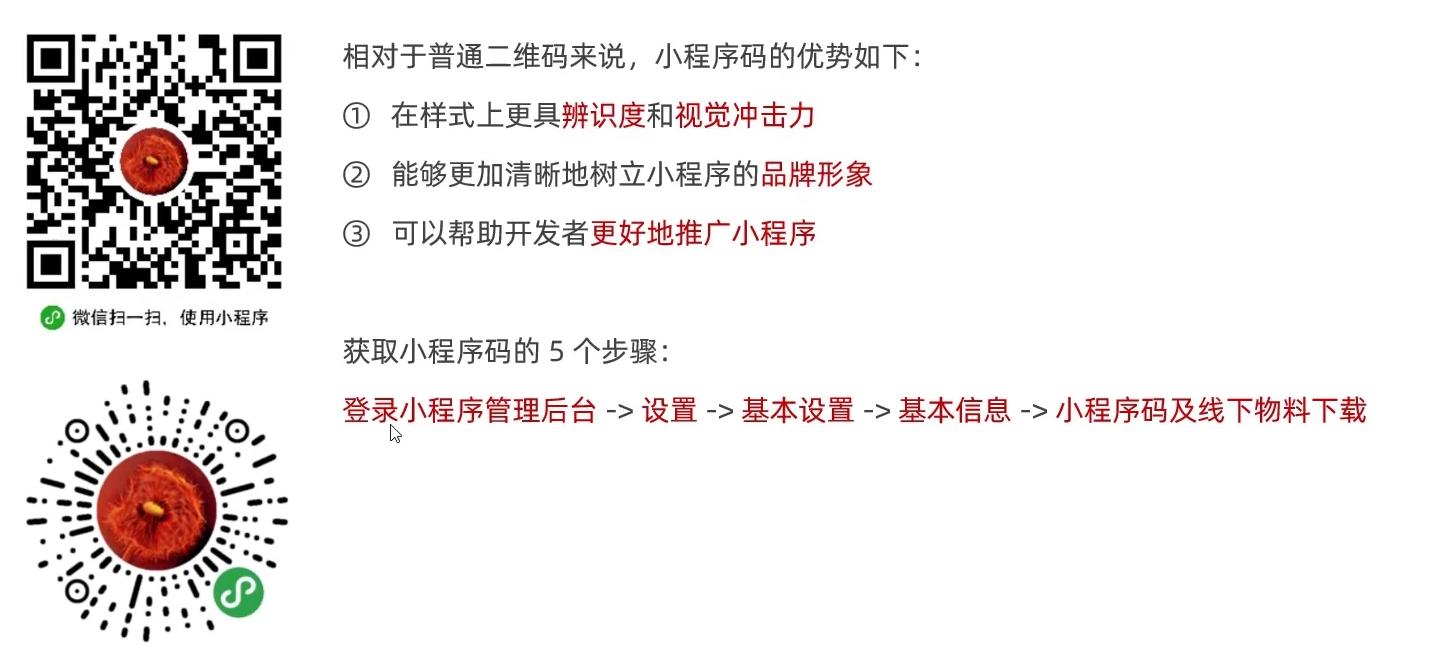 相对于普通二维码来说，小程序码的优势如下：
① 在样式上更具辨识度和视觉冲击力
② 能够更加清晰地树立小程序的品牌形象
③ 可以帮助开发者更好地推广小程序
微信扫一扫，使用小程序
获取小程序码的 5 个步骤：
登录小程序管理后台 -> 设置 -> 基本设置 -> 基本信息 -> 小程序码及线下物料下载